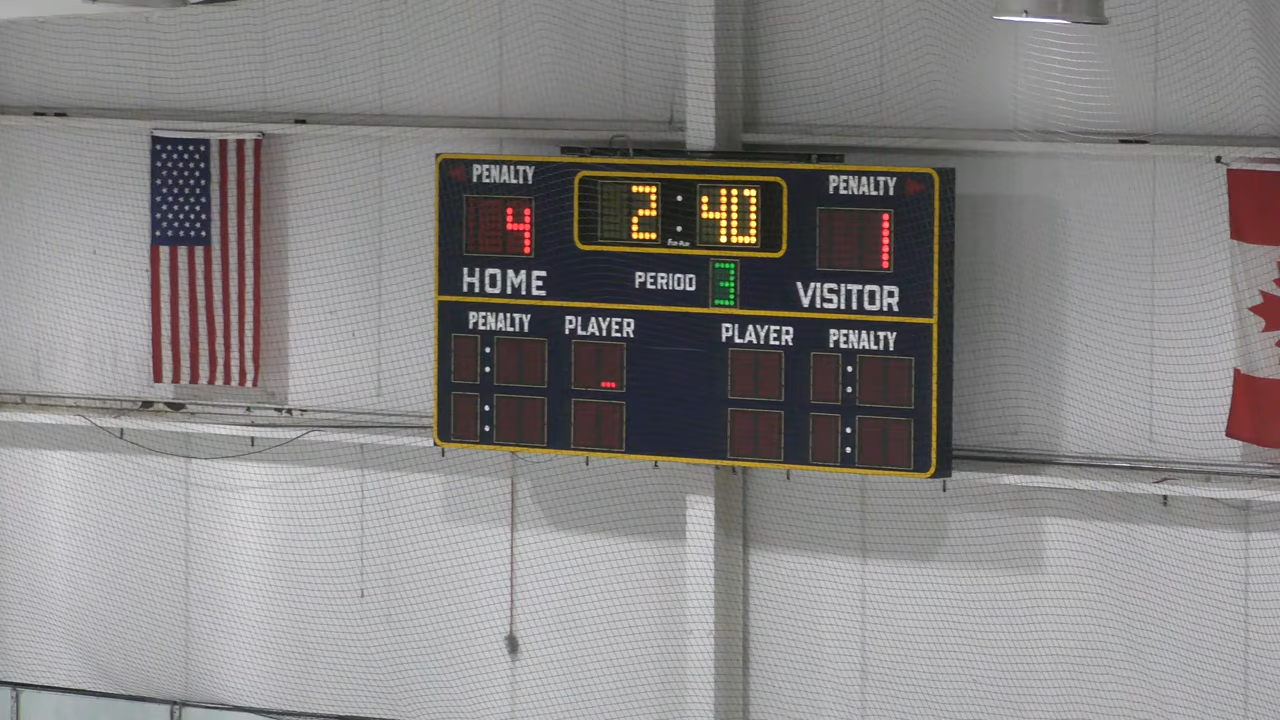 PENALTY
2:40
PENALTY
4
1
HOME
PERIOD 3
VISITOR
PENALTY PLAYER
PLAYER PENALTY